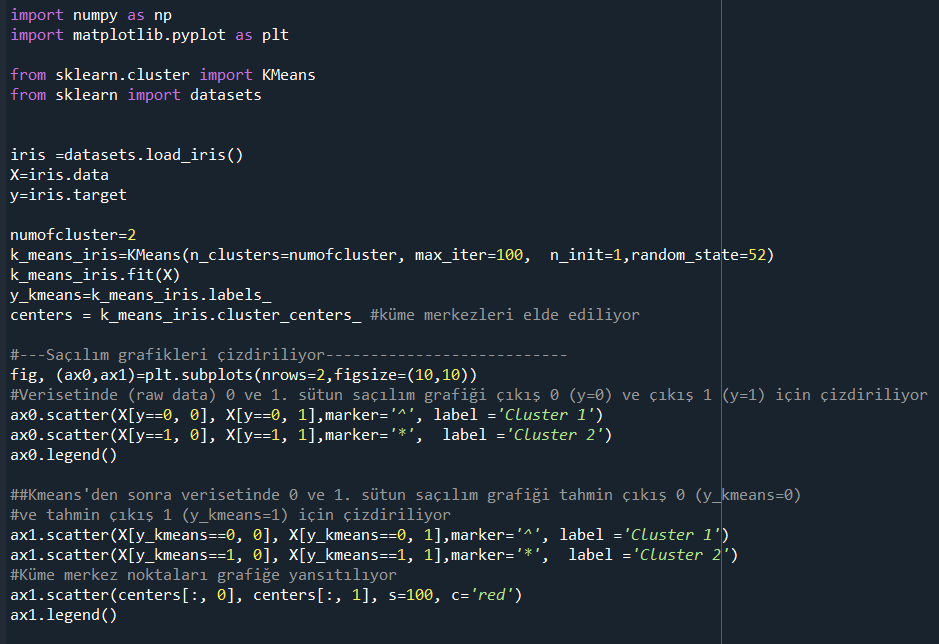 import numpy as np
import matplotlib.pyplot as plt
from sklearn.cluster import KMeans
from sklearn import datasets
iris =datasets.load_iris()
X=iris.data
y=iris.target
numofcluster=2
k_means_iris=KMeans(n_clusters=numofcluster, max_iter=100,  n_init=1,random_state=52)
k_means_iris.fit(X)
y_kmeans=k_means_iris.labels_
centers = k_means_iris.cluster_centers_ #küme merkezleri elde ediliyor
#---Saçılım grafikleri çizdiriliyor---------------------------
fig, (ax0,ax1)=plt.subplots(nrows=2,figsize=(10,10))
#Verisetinde (raw data) 0 ve 1. sütun saçılım grafiği çıkış 0 (y=0) ve çıkış 1 (y=1) için çizdiriliyor
ax0.scatter(X[y==0, 0], X[y==0, 1],marker='^', label ='Cluster 1')
ax0.scatter(X[y==1, 0], X[y==1, 1],marker='*',  label ='Cluster 2')
ax0.legend()
##Kmeans'den sonra verisetinde 0 ve 1. sütun saçılım grafiği tahmin çıkış 0 (y_kmeans=0)
#ve tahmin çıkış 1 (y_kmeans=1) için çizdiriliyor
ax1.scatter(X[y_kmeans==0, 0], X[y_kmeans==0, 1],marker='^', label ='Cluster 1')
ax1.scatter(X[y_kmeans==1, 0], X[y_kmeans==1, 1],marker='*',  label ='Cluster 2')
#Küme merkez noktaları grafiğe yansıtılıyor
ax1.scatter(centers[:, 0], centers[:, 1], s=100, c='red')
ax1.legend()